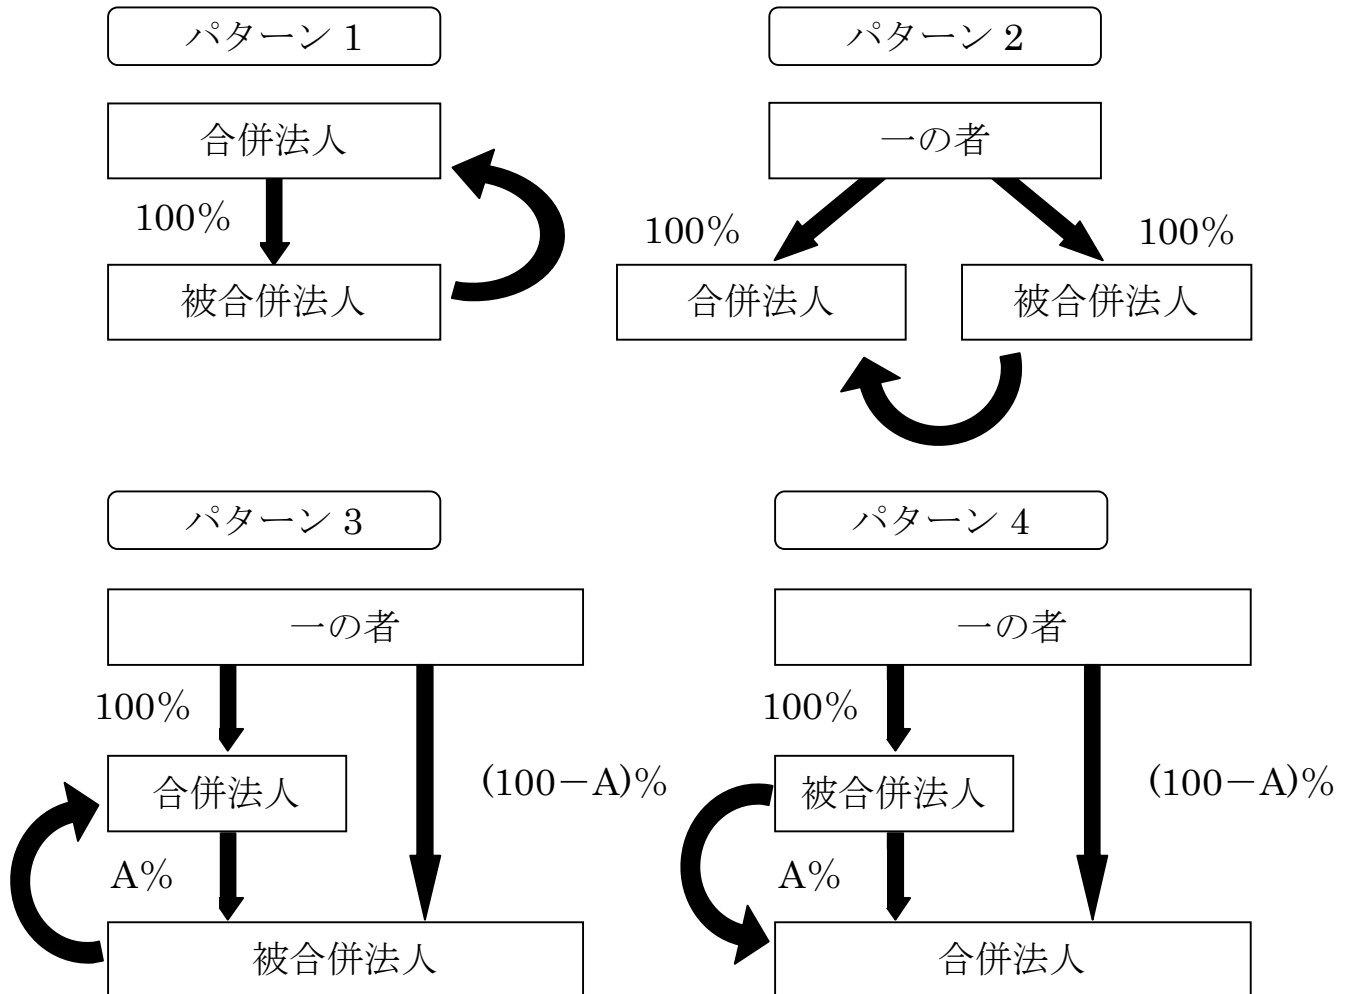 パターン 1
合併法人
100%
被合併法人
パターン 2
一の者
100%
100%
合併法人
被合併法人
パターン 3
一の者
100%
合併法人
(100－A)%
A%
被合併法人
パターン 4
一の者
100%
被合併法人
(100－A)%
A%
合併法人